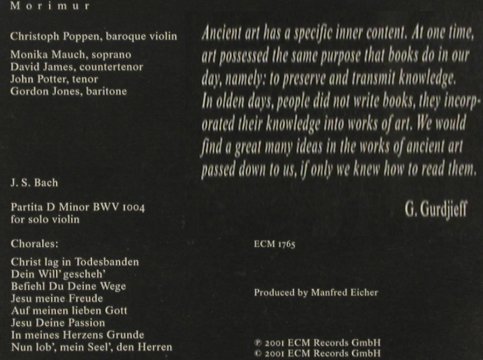 Morimur
Christoph Poppen, baroque violin
Monika Mauch, soprano
David James, countertenor
John Potter, tenor
Gordon Jones, baritone
Ancient art has a specific inner content. At one time,
art possessed the same purpose that books do in our
day, namely: to preserve and transmit knowledge.
In olden days, people did not write books, they incorp-
orated their knowledge into works of art. We would
find a great many ideas in the works of ancient art
passed down to us, if only we knew how to read them.
G. Gurdjieff
J. S. Bach
Partita D Minor BWV 1004
for solo violin
Chorales:
Christ lag in Todesbanden
Dein Will' gescheh'
Befiehl Du Deine Wege
Jesu meine Freude
Auf meinen lieben Gott
Jesu Deine Passion
In meines Herzens Grunde
Nun lob', mein Seel', den Herren
ECM 1765
Produced by Manfred Eicher
℗ 2001 ECM Records GmbH
© 2001 ECM Records GmbH